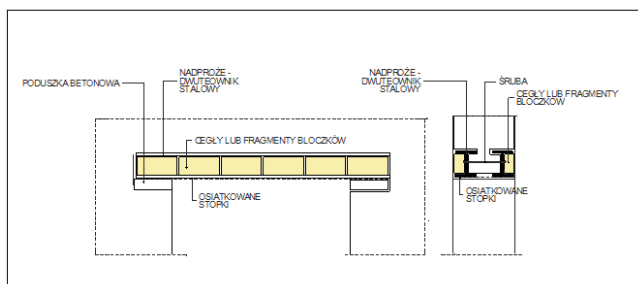 PODUSZKA BETONOWA
NADPROŻE -
DWUTEOWNIK
STALOWY
CEGŁY LUB FRAGMENTY BLOCZKÓW
OSIATKOWANE
STOPKI
NADPROŻE -
DWUTEOWNIK
STALOWY
ŚRUBA
CEGŁY LUB FRAGMENTY
BLOCZKÓW
OSIATKOWANE
STOPKI